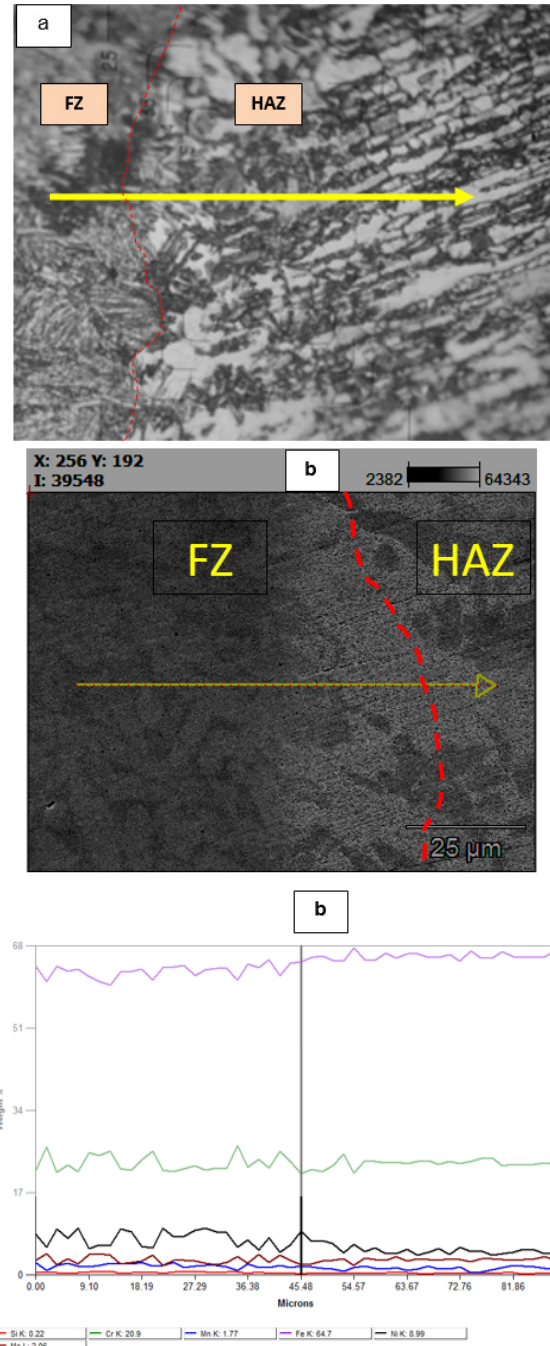 a
FZ
HAZ
X: 256 Y: 192
I: 39548
b
2382
64343
FZ
HAZ
25 µm
b
68
51
34
17
0
Weight %
0.00 9.10 18.19 27.29 36.38 45.48 54.57 63.67 72.76 81.86
Microns
Si K: 0.22 Cr K: 20.9 Mn K: 1.77 Fe K: 64.7 Ni K: 8.99